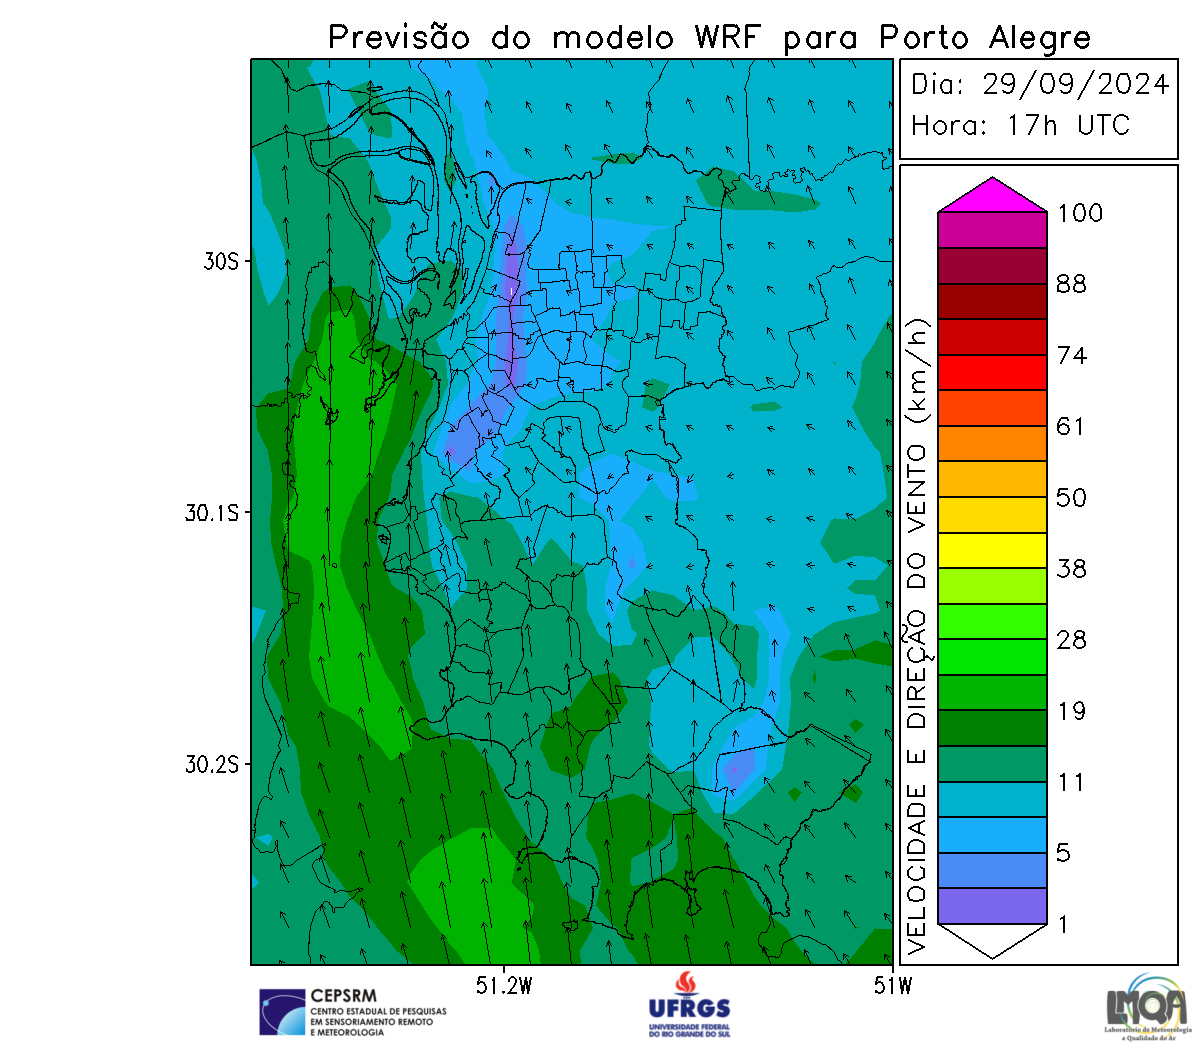 Previsão do modelo WRF para Porto Alegre
Dia: 29/09/2024
Hora: 17h UTC
30S
30.1S
30.2S
51.2W
51W
VELOCIDADE E DIREÇÃO DO VENTO (km/h)
100
88
74
61
50
38
28
19
11
5
1
CEPSRM
CENTRO ESTADUAL DE PESQUISAS
EM SENSORIAMENTO REMOTO
E METEOROLOGIA
UFRGS
UNIVERSIDADE FEDERAL
DO RIO GRANDE DO SUL
LMQA
Laboratório de Meteorologia
e Qualidade do Ar